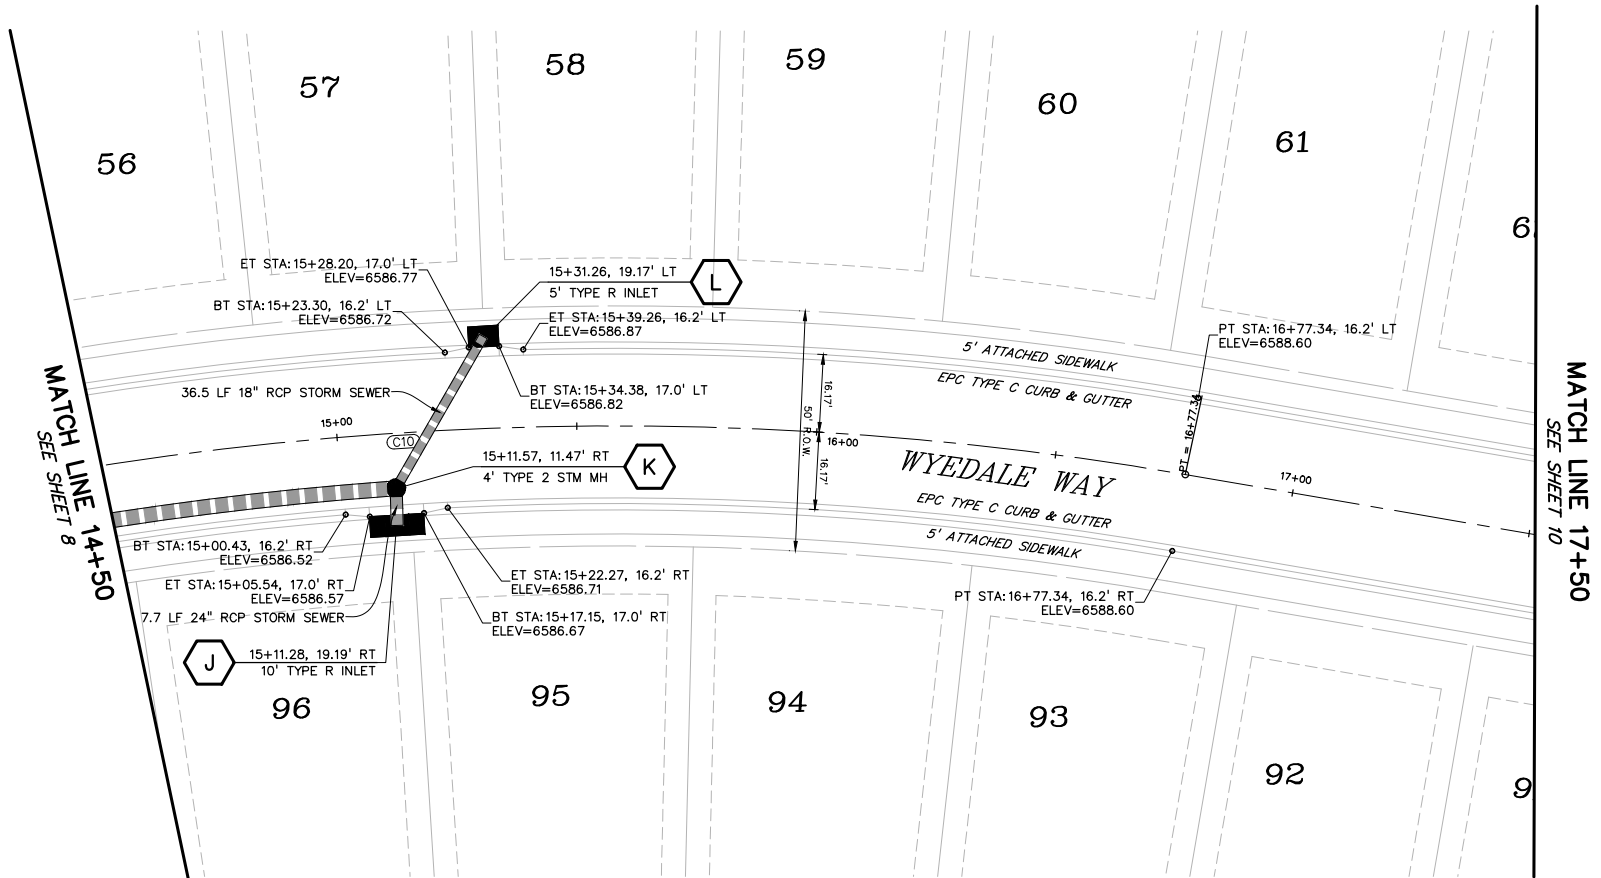 57
58
59
60
61
56
6
ET STA:15+28.20, 17.0' LT
ELEV=6586.77
BT STA:15+23.30, 16.2' LT
ELEV=6586.72
15+31.26, 19.17' LT
5' TYPE R INLET
L
ET STA:15+39.26, 16.2' LT
ELEV=6586.87
PT STA:16+77.34, 16.2' LT
ELEV=6588.60
5' ATTACHED SIDEWALK
EPC TYPE C CURB & GUTTER
MATCH LINE 14+50
SEE SHEET 8
36.5 LF 18" RCP STORM SEWER
BT STA:15+34.38, 17.0' LT
ELEV=6586.82
16.17'
50' R.O.W.
16.17'
PT = 16+77.34
MATCH LINE 17+50
SEE SHEET 10
15+00
C10
16+00
15+11.57, 11.47' RT
4' TYPE 2 STM MH
K
WYEDALE WAY
17+00
EPC TYPE C CURB & GUTTER
5' ATTACHED SIDEWALK
BT STA:15+00.43, 16.2' RT
ELEV=6586.52
ET STA:15+05.54, 17.0' RT
ELEV=6586.57
7.7 LF 24" RCP STORM SEWER
ET STA:15+22.27, 16.2' RT
ELEV=6586.71
BT STA:15+17.15, 17.0' RT
ELEV=6586.67
PT STA:16+77.34, 16.2' RT
ELEV=6588.60
J
15+11.28, 19.19' RT
10' TYPE R INLET
96
95
94
93
92
9